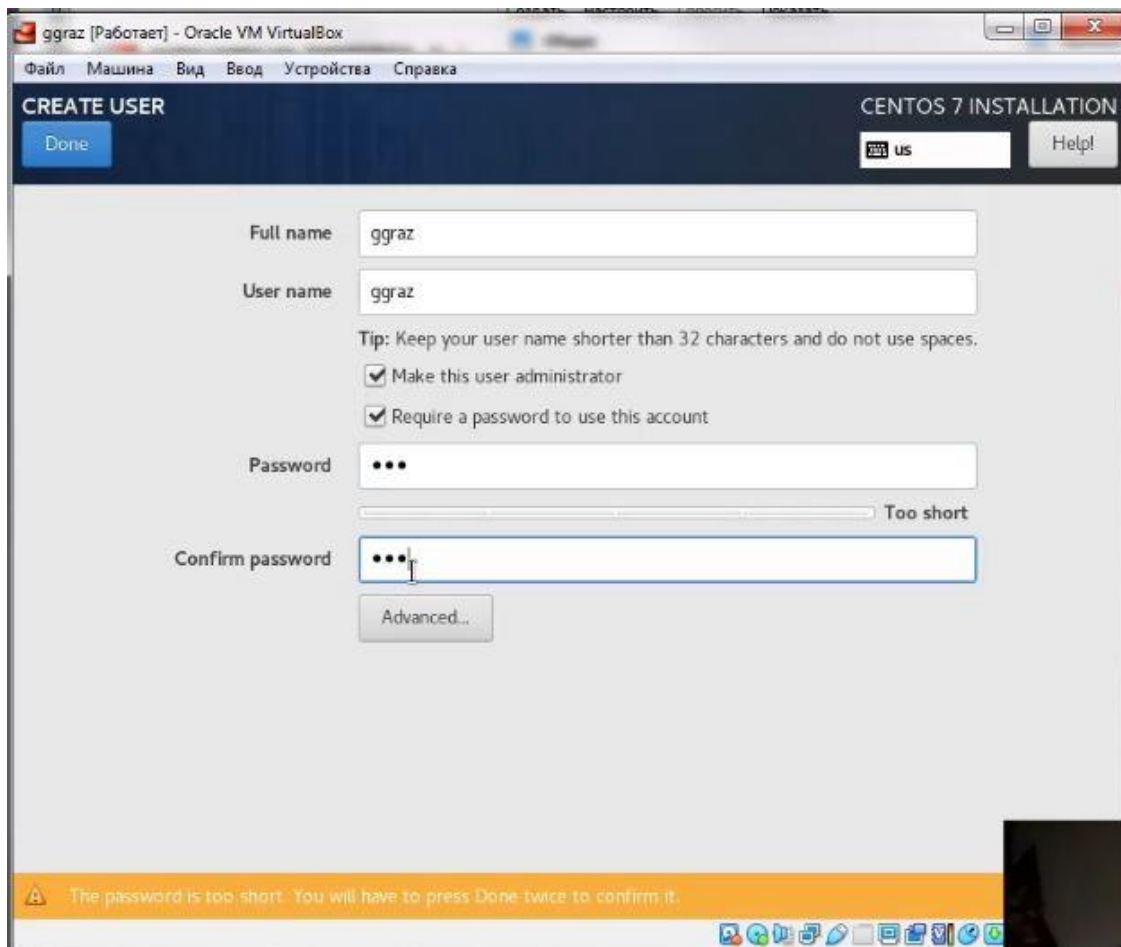 ggraz [Работает] - Oracle VM VirtualBox
Файл Машина Вид Ввод Устройства Справка
CREATE USER
CENTOS 7 INSTALLATION
Done
us
Help!
Full name
ggraz
User name
ggraz
Tip: Keep your user name shorter than 32 characters and do not use spaces.
Make this user administrator
Require a password to use this account
Password
•••
Too short
Confirm password
•••
Advanced...
The password is too short. You will have to press Done twice to confirm it.